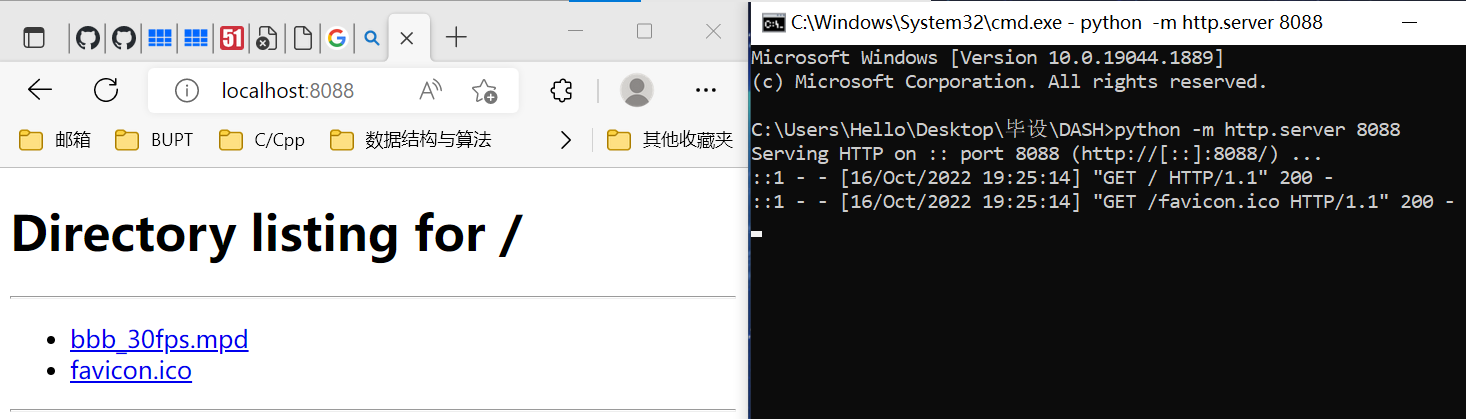 51
localhost:8088
邮箱
BUPT
C/Cpp
数据结构与算法
其他收藏夹
Directory listing for /
bbb_30fps.mpd
favicon.ico
C:\Windows\System32\cmd.exe - python  -m http.server 8088
Microsoft Windows [Version 10.0.19044.1889]
(c) Microsoft Corporation. All rights reserved.
C:\Users\Hello\Desktop\毕设\DASH>python -m http.server 8088
Serving HTTP on :: port 8088 (http://[::]:8088/) ...
::1 - - [16/Oct/2022 19:25:14] "GET / HTTP/1.1" 200 -
::1 - - [16/Oct/2022 19:25:14] "GET /favicon.ico HTTP/1.1" 200 -